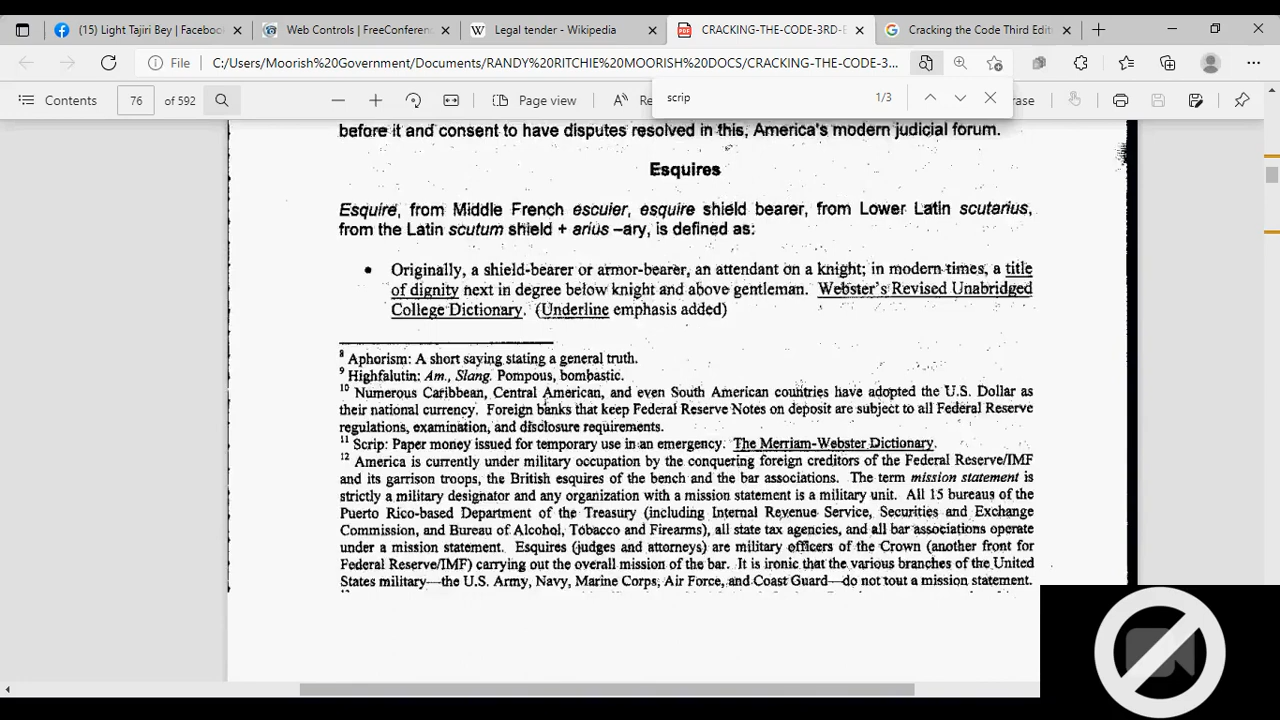 (15) Light Tajiri Bey | Faceboo
Web Controls | FreeConferenc
Legal tender - Wikipedia
CRACKING-THE-CODE-3RD-E
Cracking the Code Third Editi
File
C:/Users/Moorish%20Government/Documents/RANDY%20RITCHIE%20MOORISH%20DOCS/CRACKING-THE-CODE-3...
Contents
76
of 592
Page view
Re
scrip
1/3
rase
before it and consent to have disputes resolved in this, America's modern judicial forum.
Esquires
Esquire, from Middle French escuier, esquire shield bearer, from Lower Latin scutarius,
from the Latin scutum shield + arius –ary, is defined as:
• Originally, a shield-bearer or armor-bearer, an attendant on a knight; in modern times, a title
of dignity next in degree below knight and above gentleman. Webster's Revised Unabridged
College Dictionary. (Underline emphasis added)
8 Aphorism: A short saying stating a general truth.
9 Highfalutin: Am., Slang. Pompous, bombastic.
10 Numerous Caribbean, Central American, and even South American countries have adopted the U.S. Dollar as
their national currency. Foreign banks that keep Federal Reserve Notes on deposit are subject to all Federal Reserve
regulations, examination, and disclosure requirements.
11 Scrip: Paper money issued for temporary use in an emergency. The Merriam-Webster Dictionary.
12 America is currently under military occupation by the conquering foreign creditors of the Federal Reserve/IMF
and its garrison troops, the British esquires of the bench and the bar associations. The term mission statement is
strictly a military designator and any organization with a mission statement is a military unit. All 15 bureaus of the
Puerto Rico-based Department of the Treasury (including Internal Revenue Service, Securities and Exchange
Commission, and Bureau of Alcohol, Tobacco and Firearms), all state tax agencies, and all bar associations operate
under a mission statement. Esquires (judges and attorneys) are military officers of the Crown (another front for
Federal Reserve/IMF) carrying out the overall mission of the bar. It is ironic that the various branches of the United
States military—the U.S. Army, Navy, Marine Corps, Air Force, and Coast Guard—do not tout a mission statement.